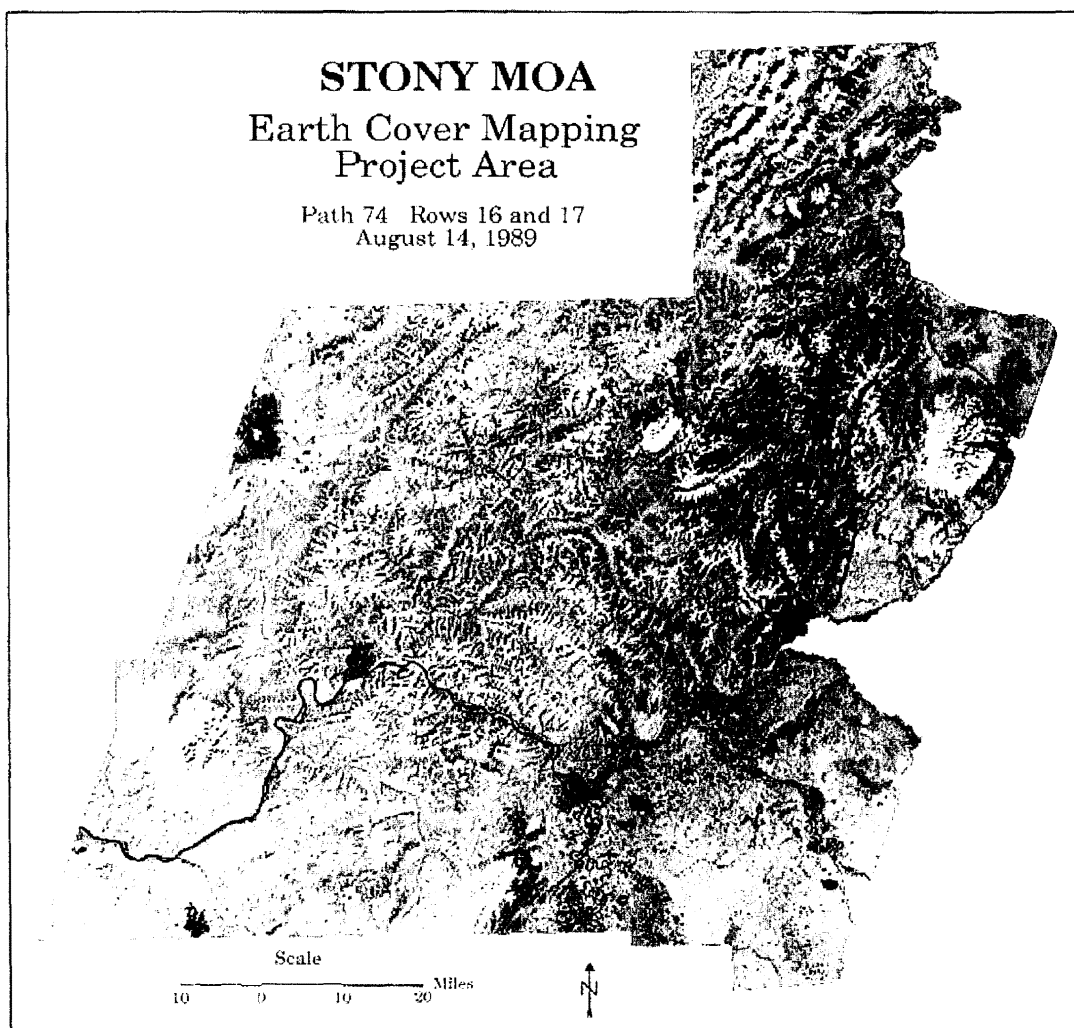 STONY MOA
Earth Cover Mapping
Project Area
Path 74 Rows 16 and 17
August 14, 1989
Scale
Miles
10 0 10 20
N